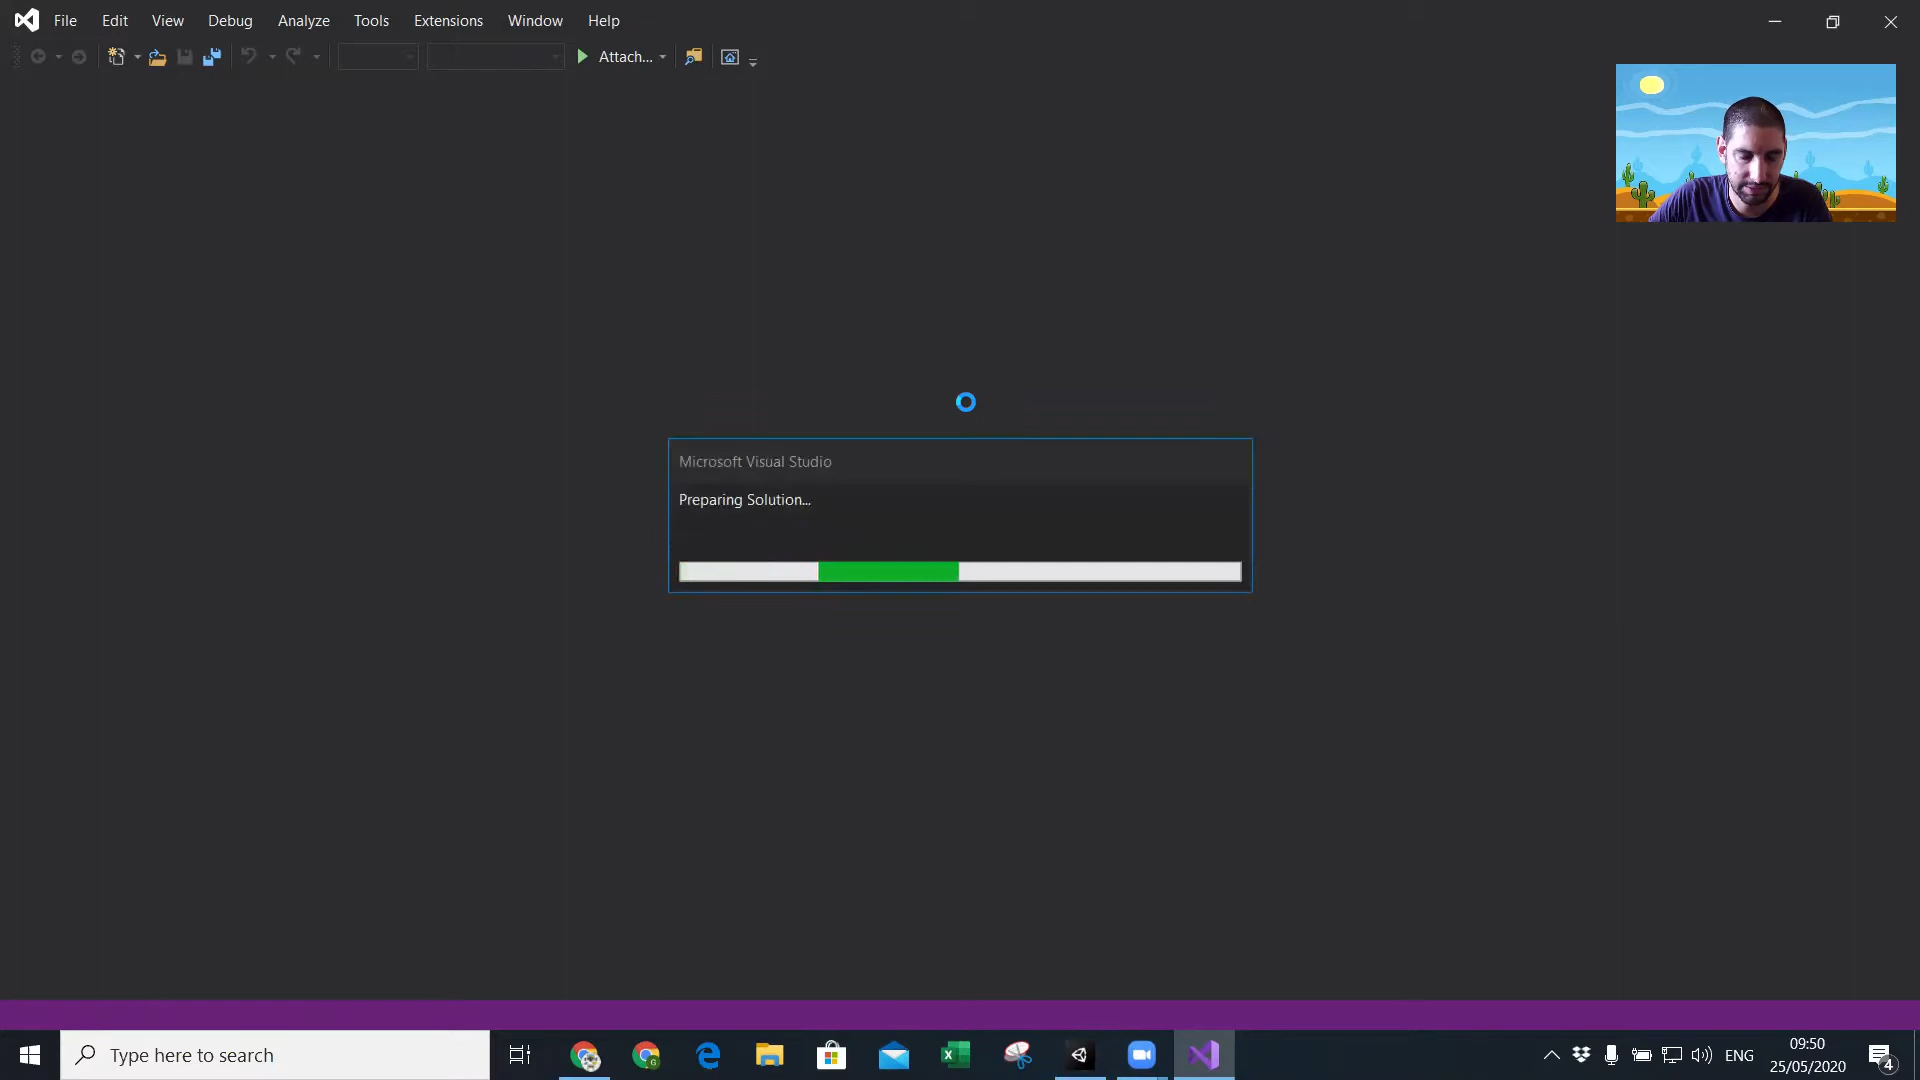 File Edit View Debug Analyze Tools Extensions Window Help
Attach...
Microsoft Visual Studio
Preparing Solution...
Type here to search
ENG
09:50
25/05/2020
4